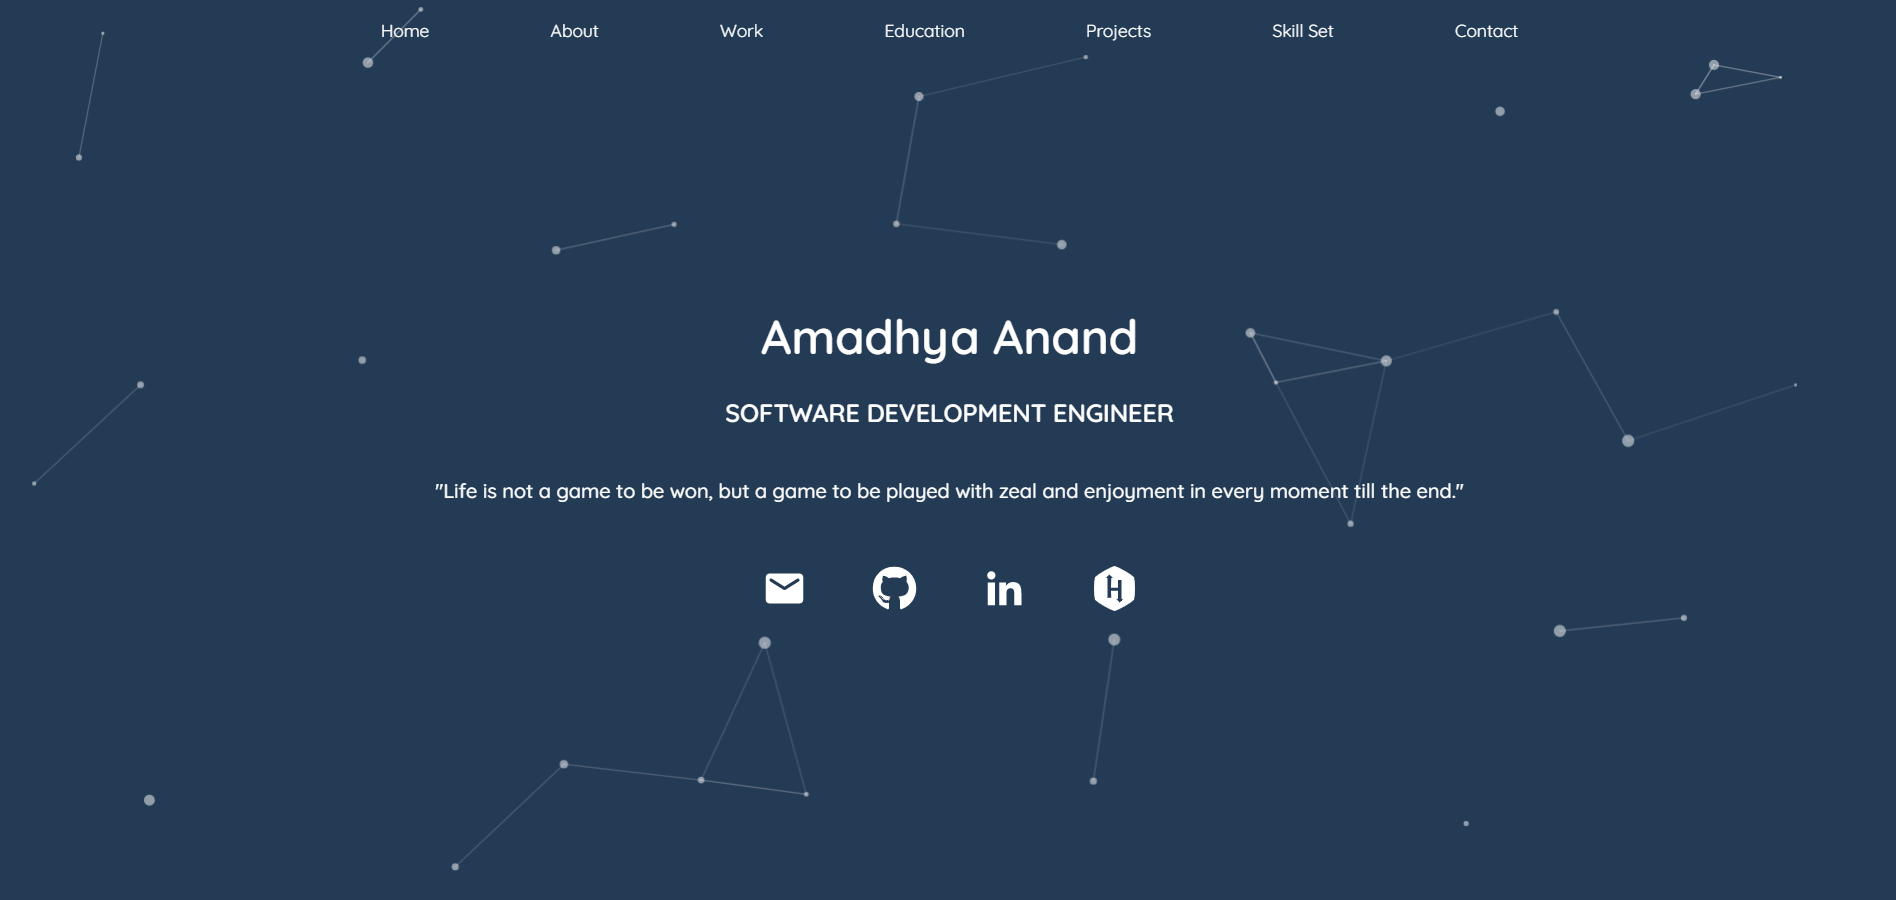 Home About Work Education Projects Skill Set Contact
Amadhya Anand
SOFTWARE DEVELOPMENT ENGINEER
"Life is not a game to be won, but a game to be played with zeal and enjoyment in every moment till the end."
in H